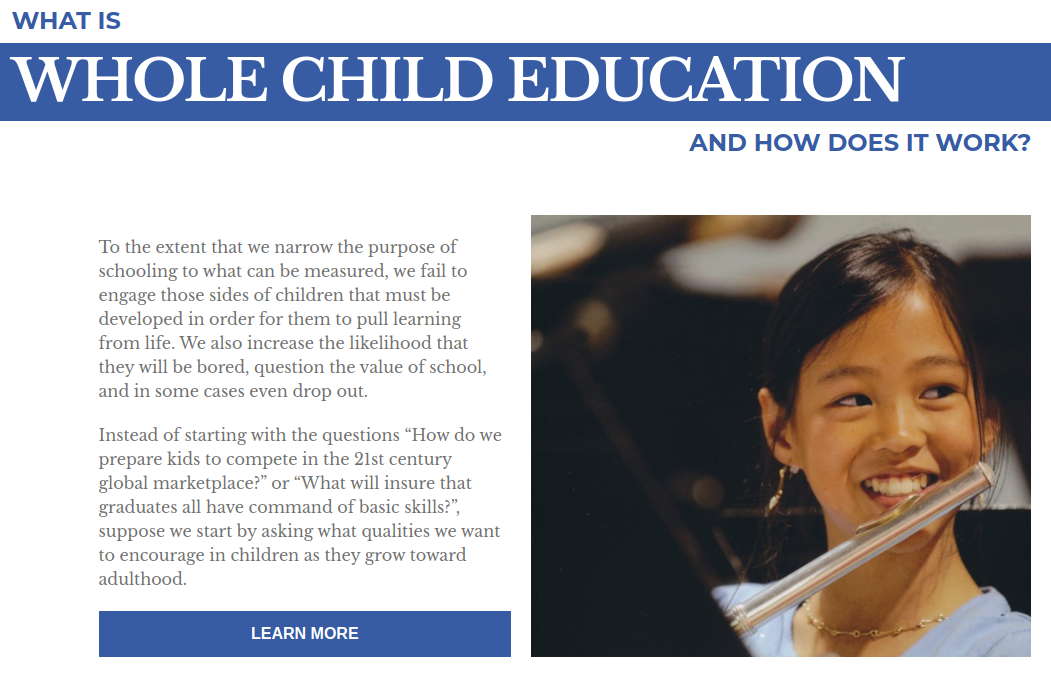 WHAT IS
WHOLE CHILD EDUCATION
AND HOW DOES IT WORK?
To the extent that we narrow the purpose of
schooling to what can be measured, we fail to
engage those sides of children that must be
developed in order for them to pull learning
from life. We also increase the likelihood that
they will be bored, question the value of school,
and in some cases even drop out.
Instead of starting with the questions “How do we
prepare kids to compete in the 21st century
global marketplace?” or “What will insure that
graduates all have command of basic skills?”,
suppose we start by asking what qualities we want
to encourage in children as they grow toward
adulthood.
LEARN MORE